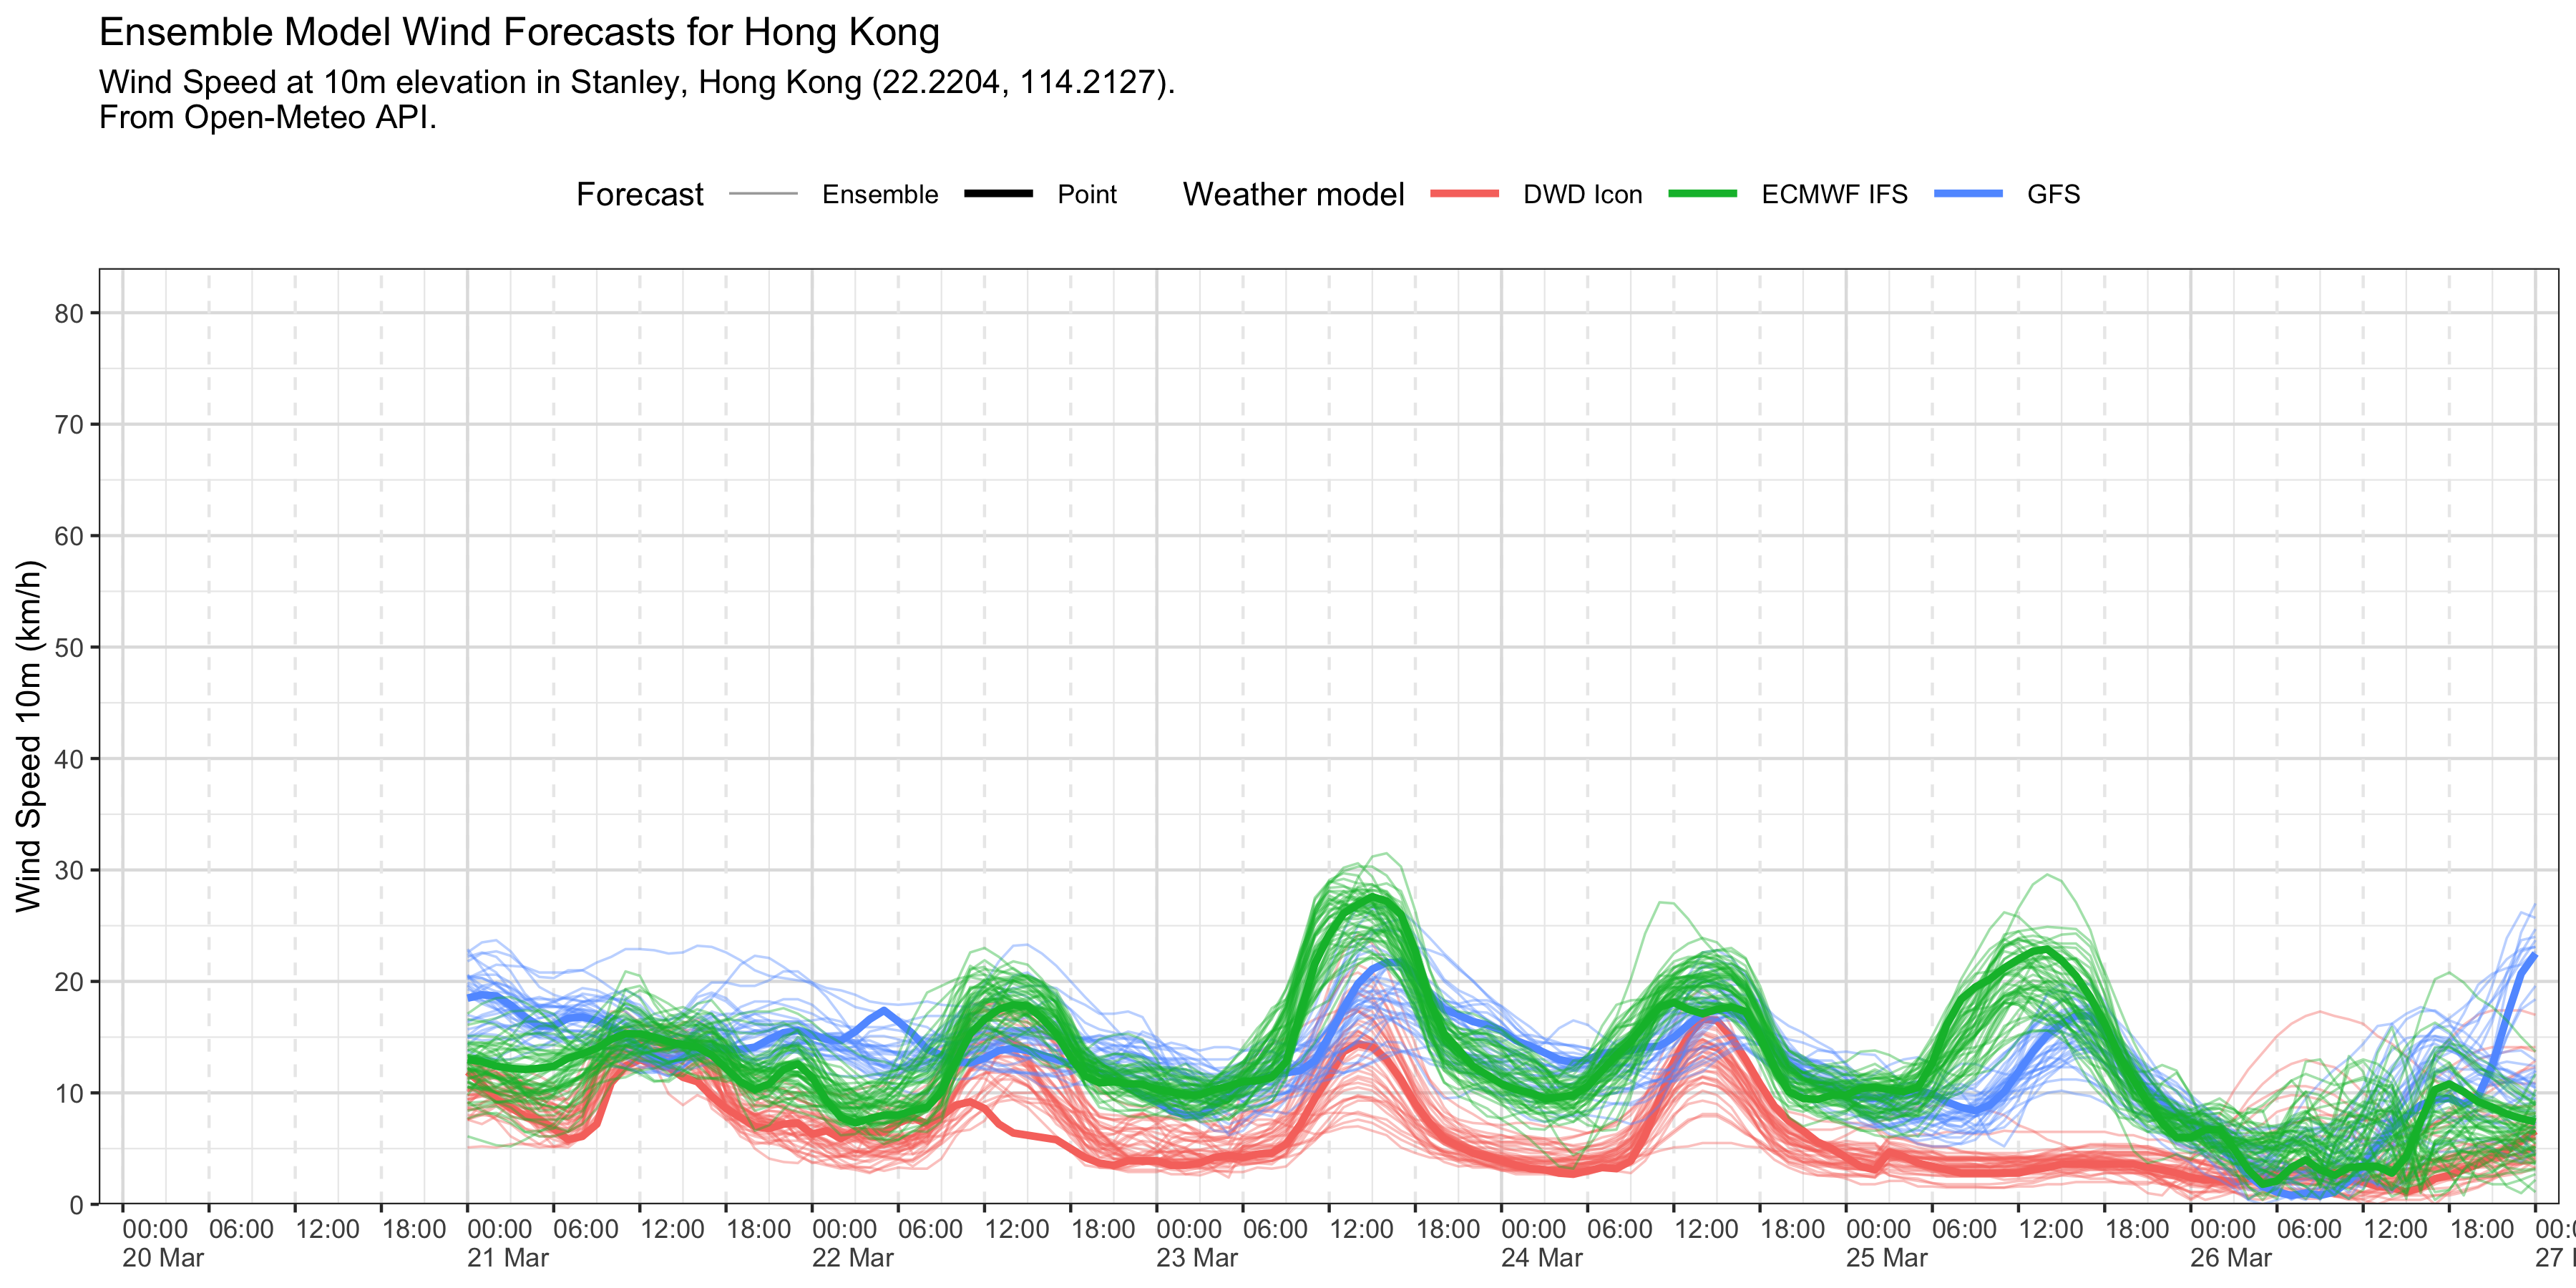 Ensemble Model Wind Forecasts for Hong Kong
Wind Speed at 10m elevation in Stanley, Hong Kong (22.2204, 114.2127).
From Open-Meteo API.
Forecast Ensemble Point Weather model DWD Icon ECMWF IFS GFS
Wind Speed 10m (km/h)
80
70
60
50
40
30
20
10
0
00:00 06:00 12:00 18:00 00:00 06:00 12:00 18:00 00:00 06:00 12:00 18:00 00:00 06:00 12:00 18:00 00:00 06:00 12:00 18:00 00:00 06:00 12:00 18:00 00:00 06:00 12:00 18:00
20 Mar 21 Mar 22 Mar 23 Mar 24 Mar 25 Mar 26 Mar 27